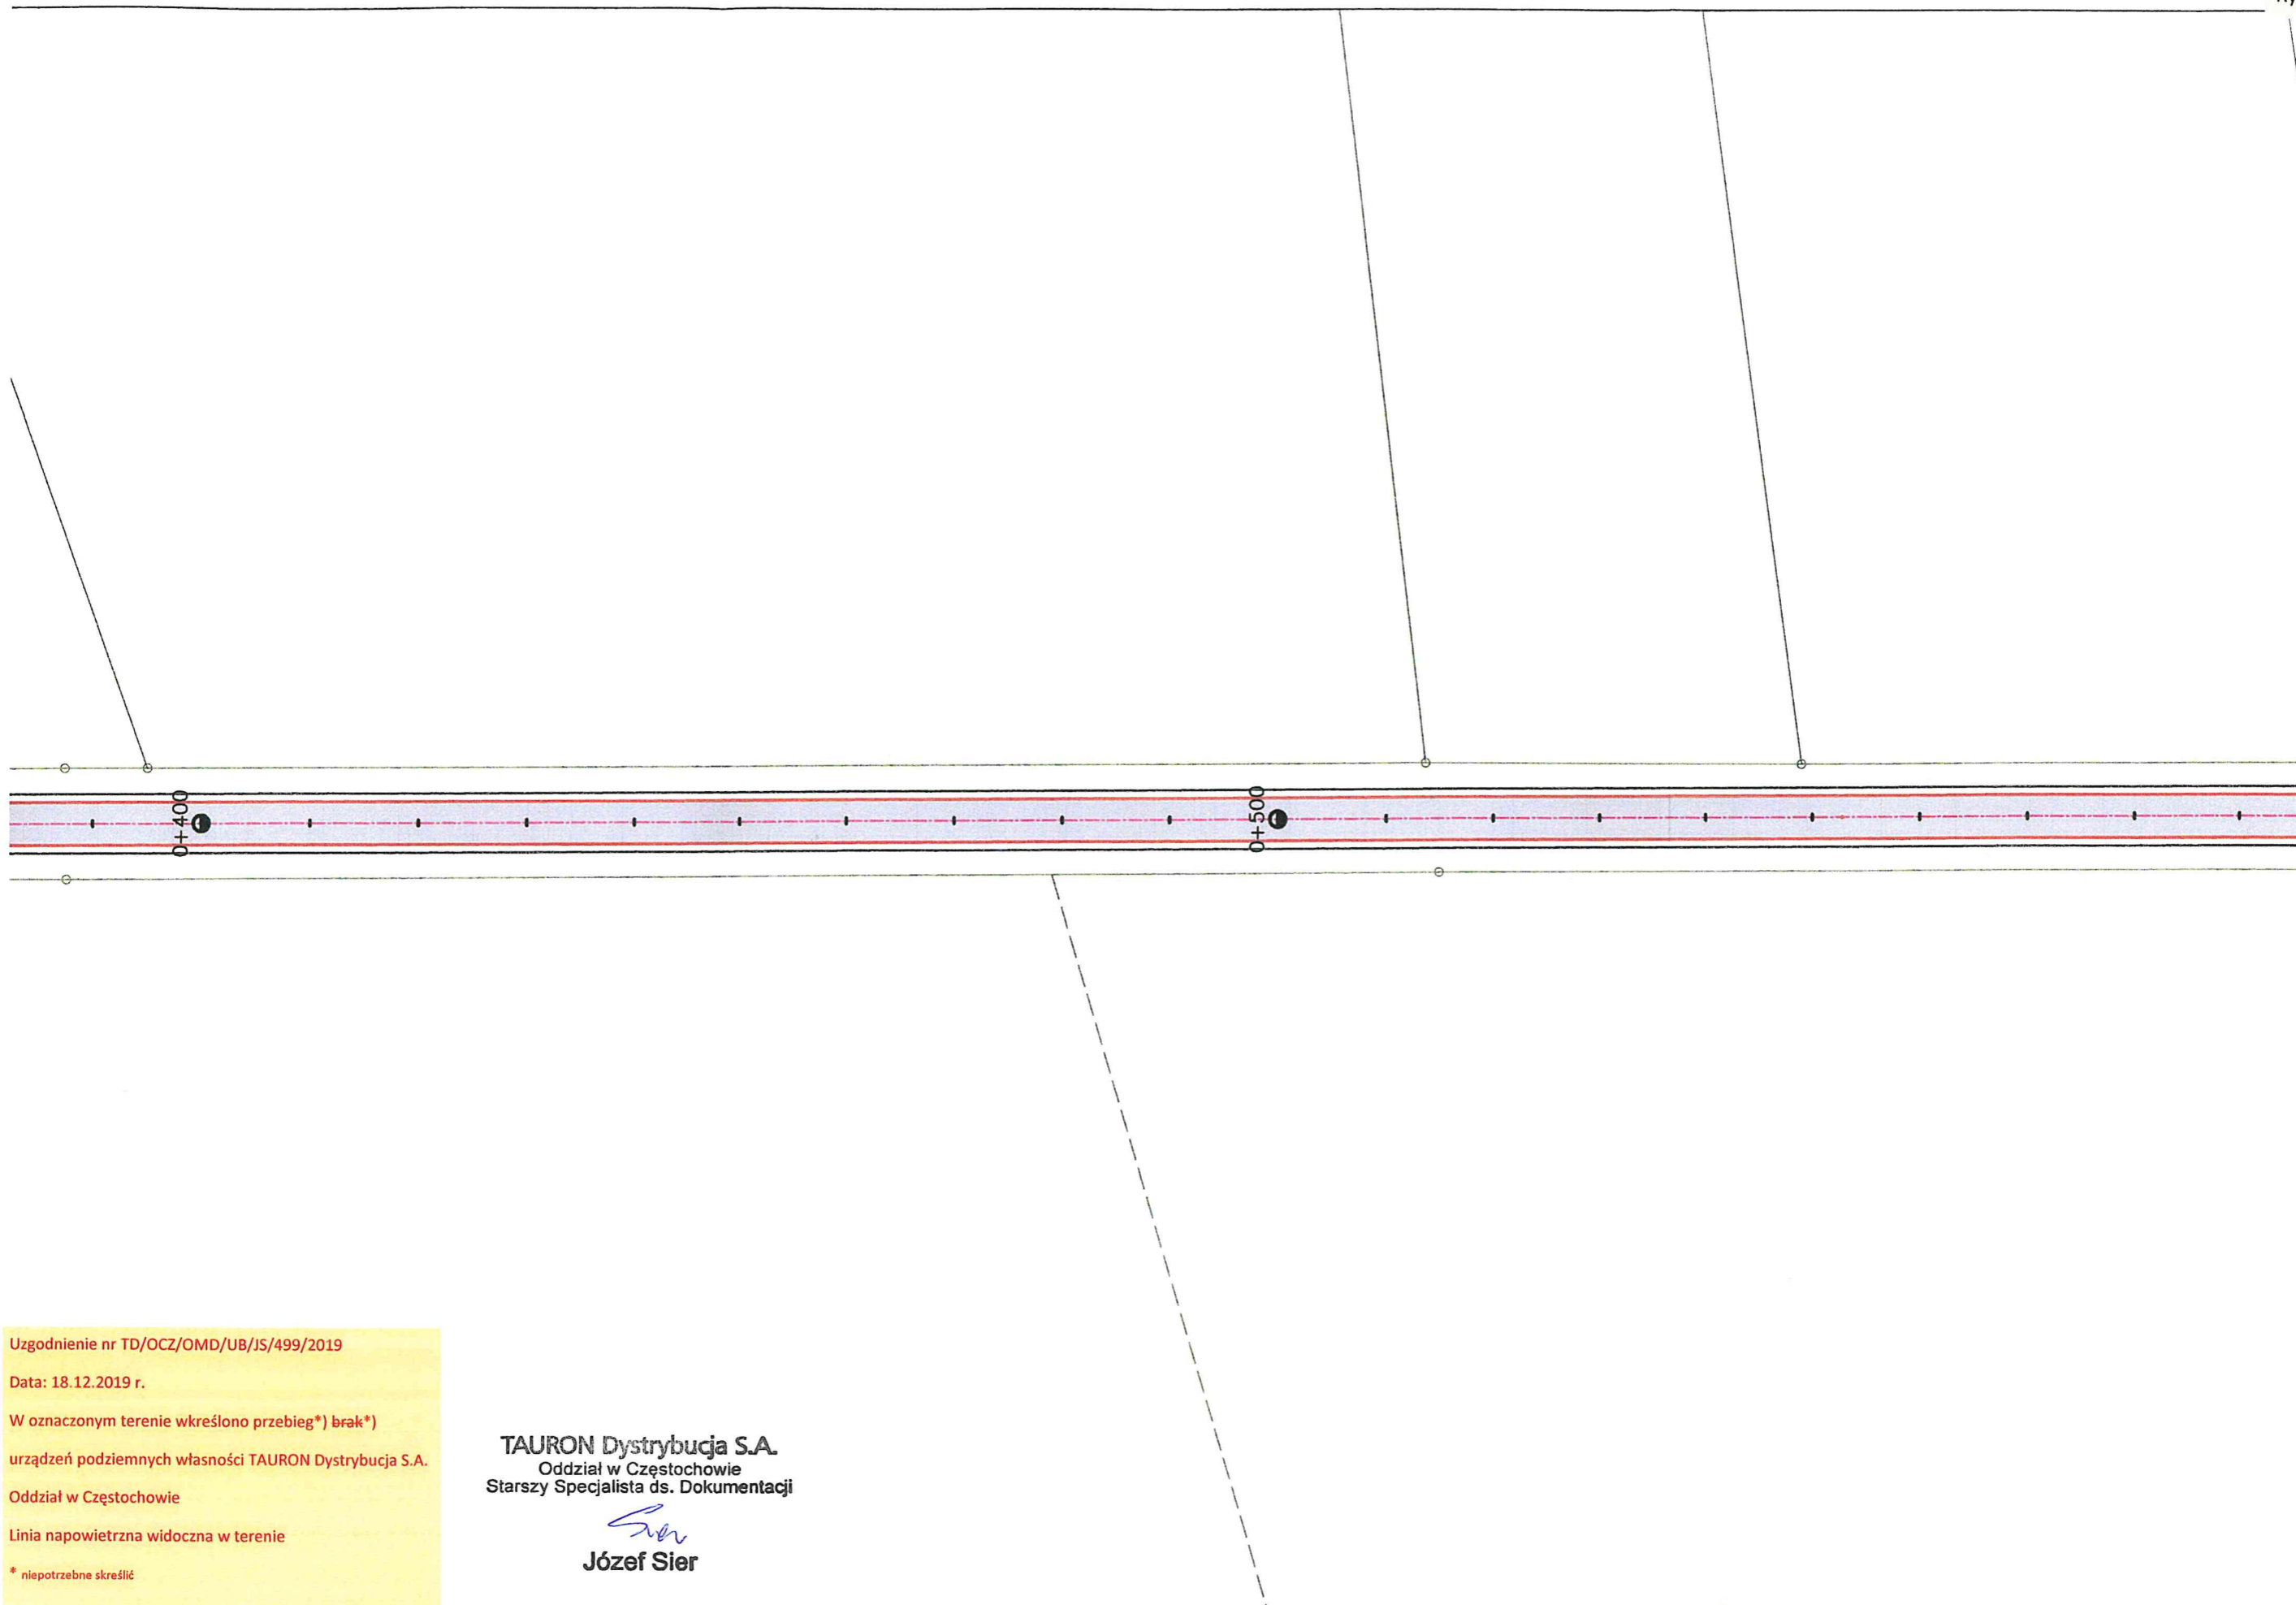 0+400
0+500
Uzgodnienie nr TD/OCZ/OMD/UB/JS/499/2019
Data: 18.12.2019 r.
W oznaczonym terenie wkreślono przebieg*) brak*)
urządzeń podziemnych własności TAURON Dystrybucja S.A.
Oddział w Częstochowie
Linia napowietrzna widoczna w terenie
* niepotrzebne skreślić
TAURON Dystrybucja S.A.
Oddział w Częstochowie
Starszy Specjalista ds. Dokumentacji
Sier
Józef Sier